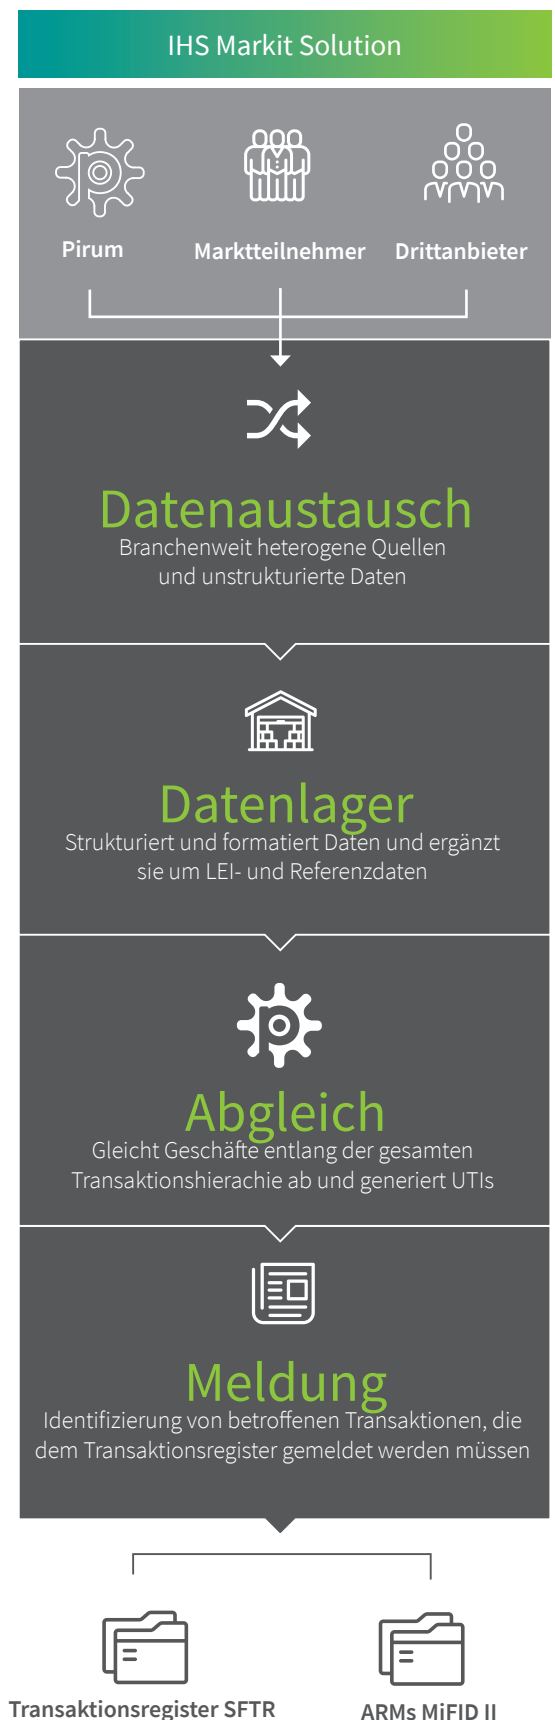 IHS Markit Solution
Pirum
Marktteilnehmer
Drittanbieter
Datenaustausch
Branchenweit heterogene Quellen
und unstrukturierte Daten
Datenlager
Strukturiert und formatiert Daten und ergänzt
sie um LEI- und Referenzdaten
Abgleich
Gleicht Geschäfte entlang der gesamten
Transaktionshierachie ab und generiert UTIs
Meldung
Identifizierung von betroffenen Transaktionen, die
dem Transaktionsregister gemeldet werden müssen
Transaktionsregister SFTR
ARMs MiFID II